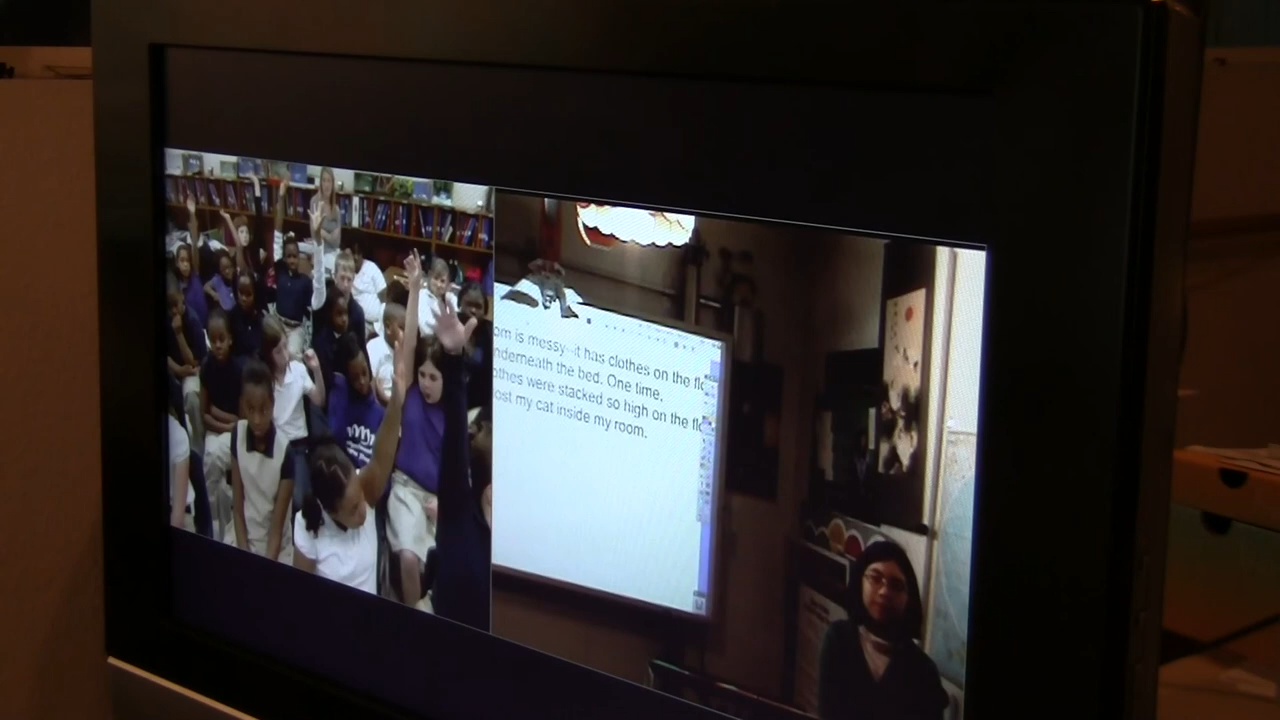 om is messy--it has clothes on the flo
nderneath the bed. One time,
othes were stacked so high on the flo
ost my cat inside my room.